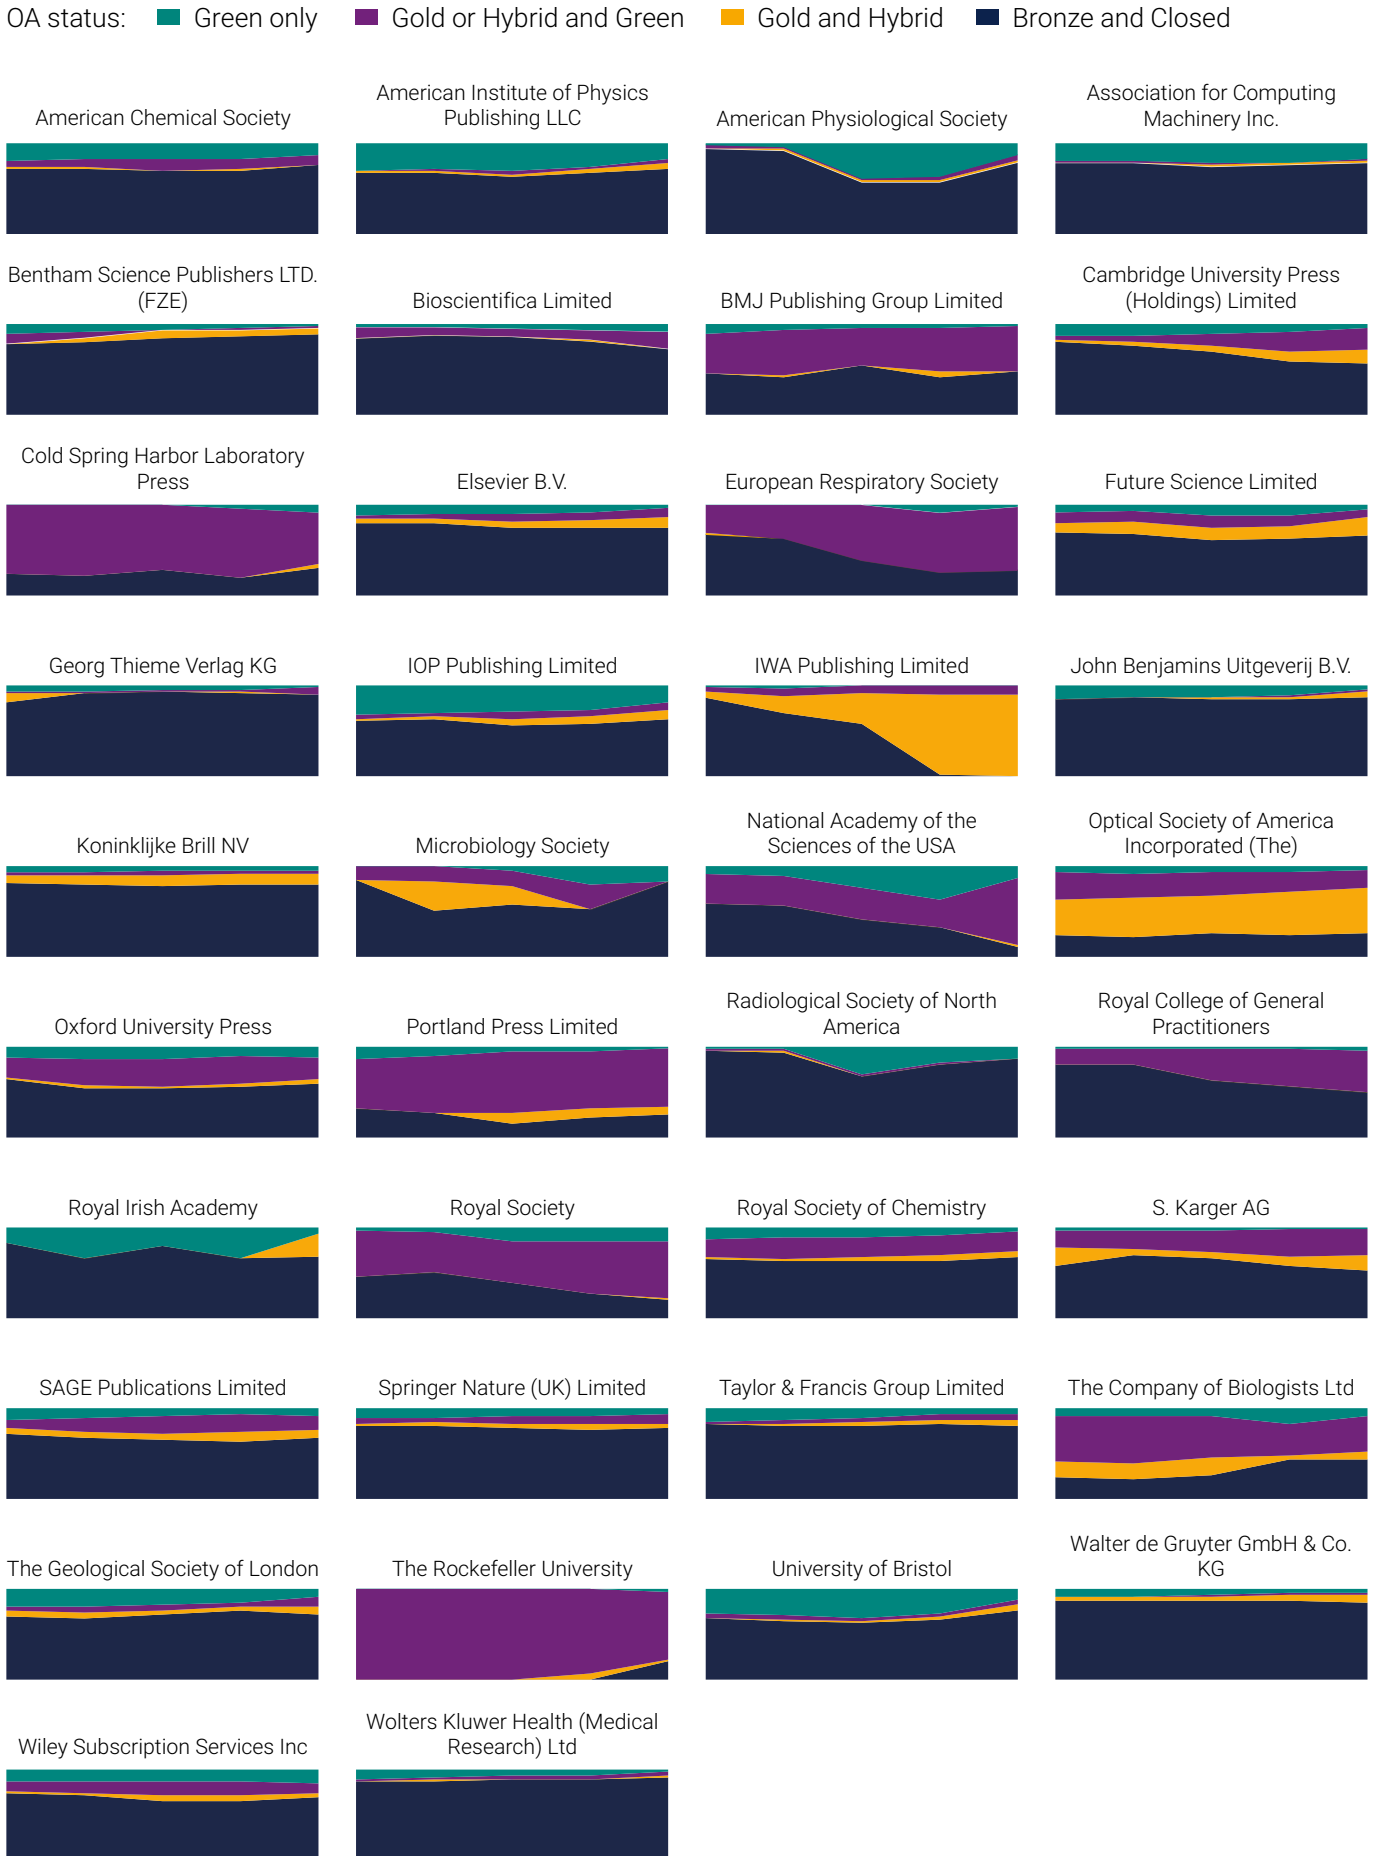 OA status: Green only Gold or Hybrid and Green Gold and Hybrid Bronze and Closed
American Chemical Society
American Institute of Physics
Publishing LLC
American Physiological Society
Association for Computing
Machinery Inc.
Bentham Science Publishers LTD.
(FZE)
Bioscientifica Limited
BMJ Publishing Group Limited
Cambridge University Press
(Holdings) Limited
Cold Spring Harbor Laboratory
Press
Elsevier B.V.
European Respiratory Society
Future Science Limited
Georg Thieme Verlag KG
IOP Publishing Limited
IWA Publishing Limited
John Benjamins Uitgeverij B.V.
Koninklijke Brill NV
Microbiology Society
National Academy of the
Sciences of the USA
Optical Society of America
Incorporated (The)
Oxford University Press
Portland Press Limited
Radiological Society of North
America
Royal College of General
Practitioners
Royal Irish Academy
Royal Society
Royal Society of Chemistry
S. Karger AG
SAGE Publications Limited
Springer Nature (UK) Limited
Taylor & Francis Group Limited
The Company of Biologists Ltd
The Geological Society of London
The Rockefeller University
University of Bristol
Walter de Gruyter GmbH & Co.
KG
Wiley Subscription Services Inc
Wolters Kluwer Health (Medical
Research) Ltd